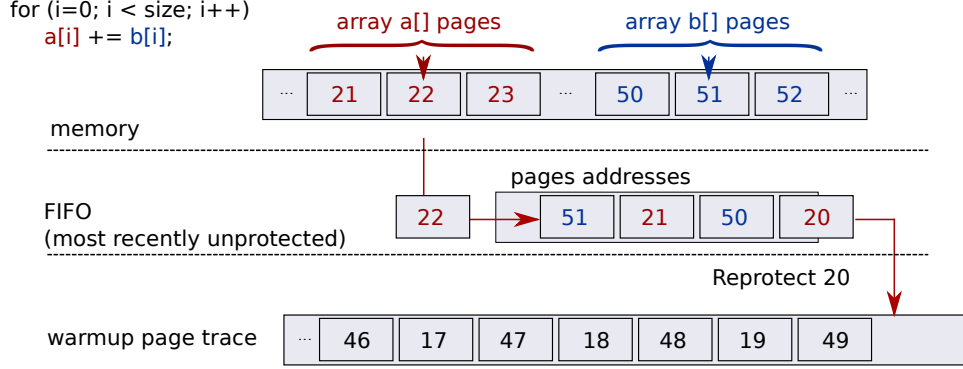 for (i=0; i < size; i++)
a[i] += b[i];
array a[] pages
array b[] pages
... 21 22 23 ... 50 51 52 ...
memory
pages addresses
FIFO
(most recently unprotected)
22 51 21 50 20
Reprotect 20
warmup page trace
... 46 17 47 18 48 19 49